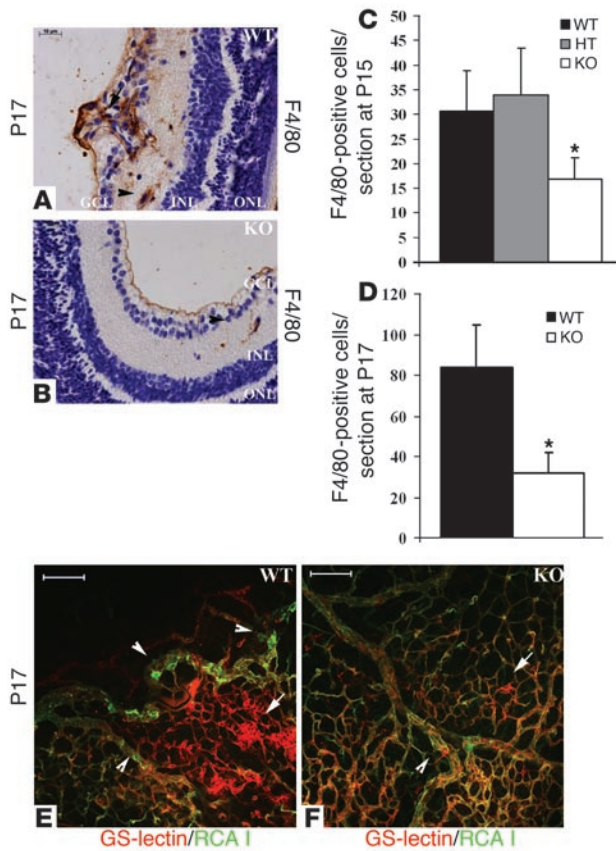 P17
10 µm
WT
F4/80
GCL INL ONL
A
P17
KO
F4/80
GCL
INL
ONL
B
C
F4/80-positive cells/
section at P15
45
40
35
30
25
20
15
10
5
0
WT
HT
KO
*
D
F4/80-positive cells/
section at P17
120
100
80
60
40
20
0
WT
KO
*
P17
WT
E
GS-lectin/RCA I
KO
F
GS-lectin/RCA I